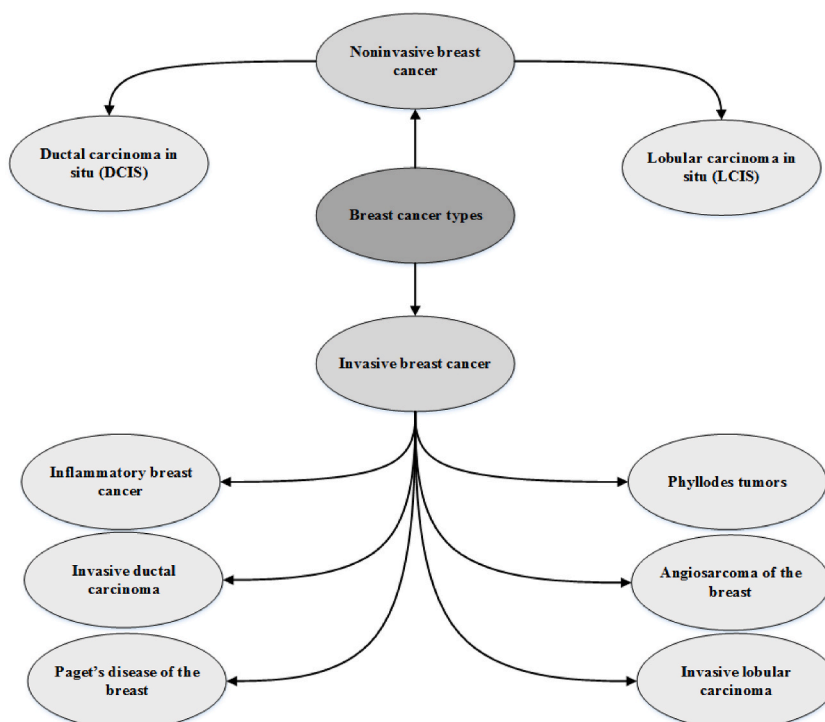 Noninvasive breast
cancer
Ductal carcinoma in
situ (DCIS)
Lobular carcinoma in
situ (LCIS)
Breast cancer types
Invasive breast cancer
Inflammatory breast
cancer
Phyllodes tumors
Invasive ductal
carcinoma
Angiosarcoma of the
breast
Paget's disease of the
breast
Invasive lobular
carcinoma